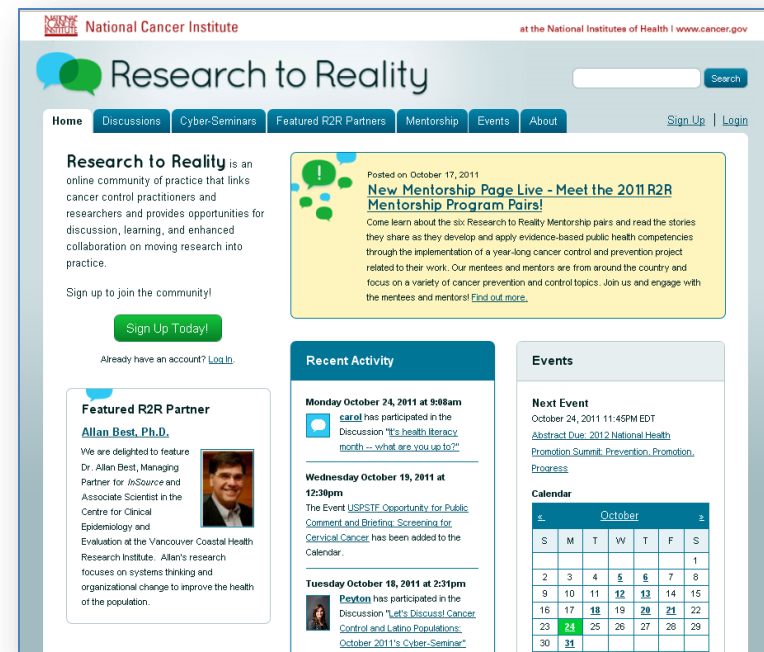 NATIONAL CANCER INSTITUTE
National Cancer Institute
at the National Institutes of Health | www.cancer.gov
Research to Reality
Search
Home Discussions Cyber-Seminars Featured R2R Partners Mentorship Events About
Sign Up | Login
Research to Reality is an
online community of practice that links
cancer control practitioners and
researchers and provides opportunities for
discussion, learning, and enhanced
collaboration on moving research into
practice.
Sign up to join the community!
Sign Up Today!
Already have an account? Log In.
Featured R2R Partner
Allan Best, Ph.D.
We are delighted to feature
Dr. Allan Best, Managing
Partner for InSource and
Associate Scientist in the
Centre for Clinical
Epidemiology and
Evaluation at the Vancouver Coastal Health
Research Institute. Allan's research
focuses on systems thinking and
organizational change to improve the health
of the population.
!
Posted on October 17, 2011
New Mentorship Page Live - Meet the 2011 R2R
Mentorship Program Pairs!
Come learn about the six Research to Reality Mentorship pairs and read the stories
they share as they develop and apply evidence-based public health competencies
through the implementation of a year-long cancer control and prevention project
related to their work. Our mentees and mentors are from around the country and
focus on a variety of cancer prevention and control topics. Join us and engage with
the mentees and mentors! Find out more.
Recent Activity
Monday October 24, 2011 at 9:08am
carol has participated in the
Discussion "It's health literacy
month -- what are you up to?"
Wednesday October 19, 2011 at
12:30pm
The Event USPSTF Opportunity for Public
Comment and Briefing: Screening for
Cervical Cancer has been added to the
Calendar.
Tuesday October 18, 2011 at 2:31pm
Peyton has participated in the
Discussion "Let's Discuss! Cancer
Control and Latino Populations:
October 2011's Cyber-Seminar"
Events
Next Event
October 24, 2011 11:45PM EDT
Abstract Due: 2012 National Health
Promotion Summit: Prevention. Promotion.
Progress
Calendar
« October »
S M T W T F S
1
2 3 4 5 6 7 8
9 10 11 12 13 14 15
16 17 18 19 20 21 22
23 24 25 26 27 28 29
30 31